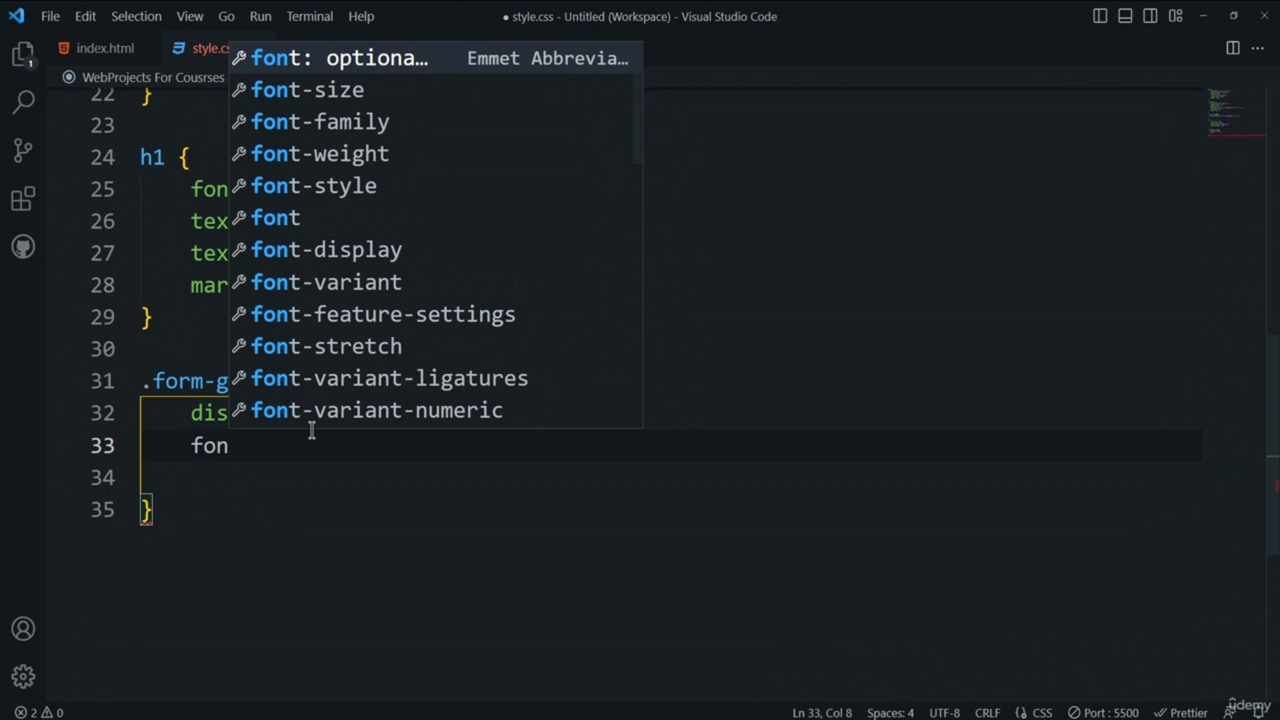 File Edit Selection View Go Run Terminal Help
● style.css - Untitled (Workspace) - Visual Studio Code
index.html style.cs
WebProjects For Cousrses
1
22 }
23
24 h1 {
25 fon
26 tex
27 tex
28 mar
29 }
30
31 .form-g
32 dis
33 fon
34
35 }
font: optiona… Emmet Abbrevia…
font-size
font-family
font-weight
font-style
font
font-display
font-variant
font-feature-settings
font-stretch
font-variant-ligatures
font-variant-numeric
2 0 Ln 33, Col 8 Spaces: 4 UTF-8 CRLF {} CSS Port : 5500 Prettier
udemy